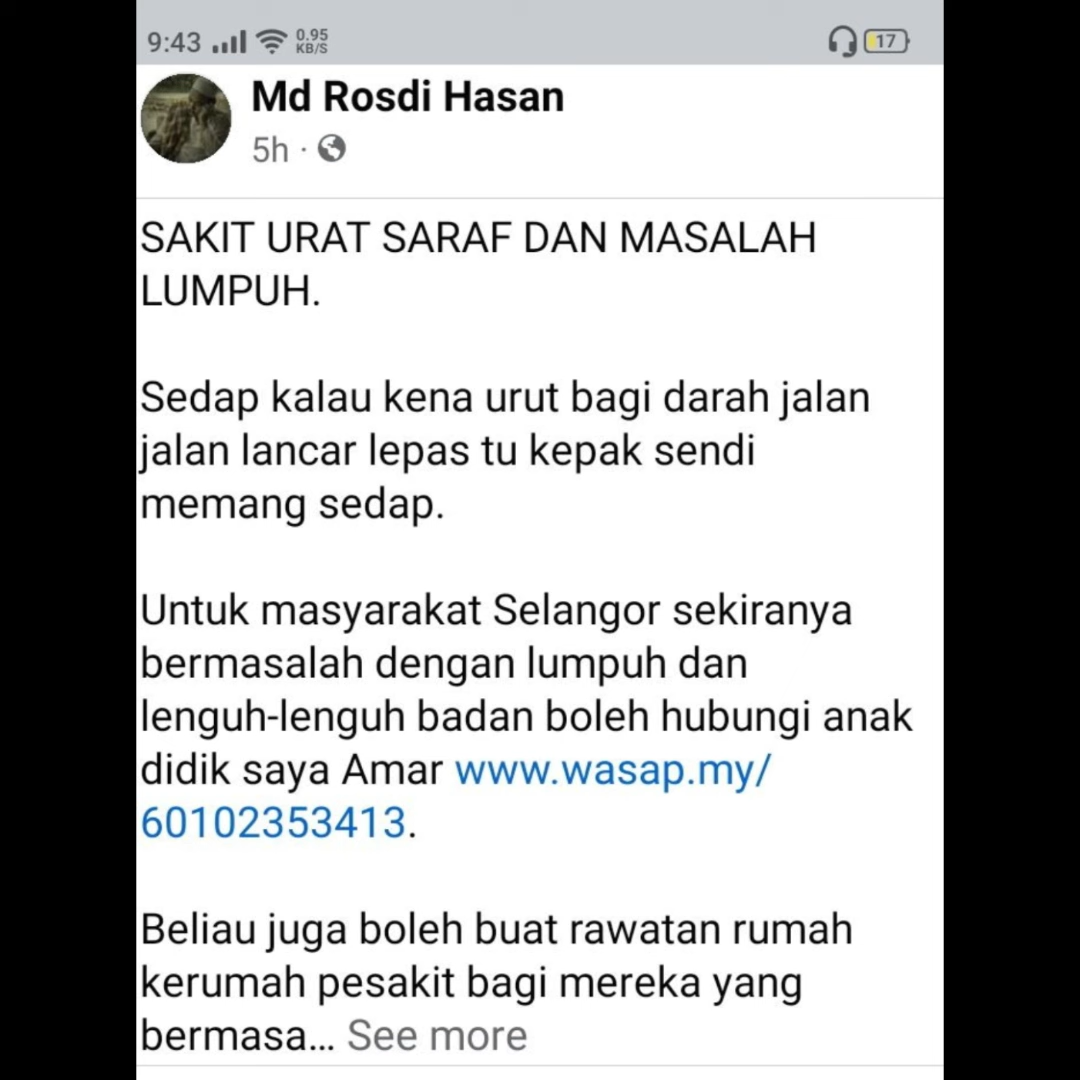 9:43 0.95 KB/S 17
Md Rosdi Hasan
5h ·
SAKIT URAT SARAF DAN MASALAH
LUMPUH.
Sedap kalau kena urut bagi darah jalan
jalan lancar lepas tu kepak sendi
memang sedap.
Untuk masyarakat Selangor sekiranya
bermasalah dengan lumpuh dan
lenguh-lenguh badan boleh hubungi anak
didik saya Amar www.wasap.my/
60102353413.
Beliau juga boleh buat rawatan rumah
kerumah pesakit bagi mereka yang
bermasa... See more